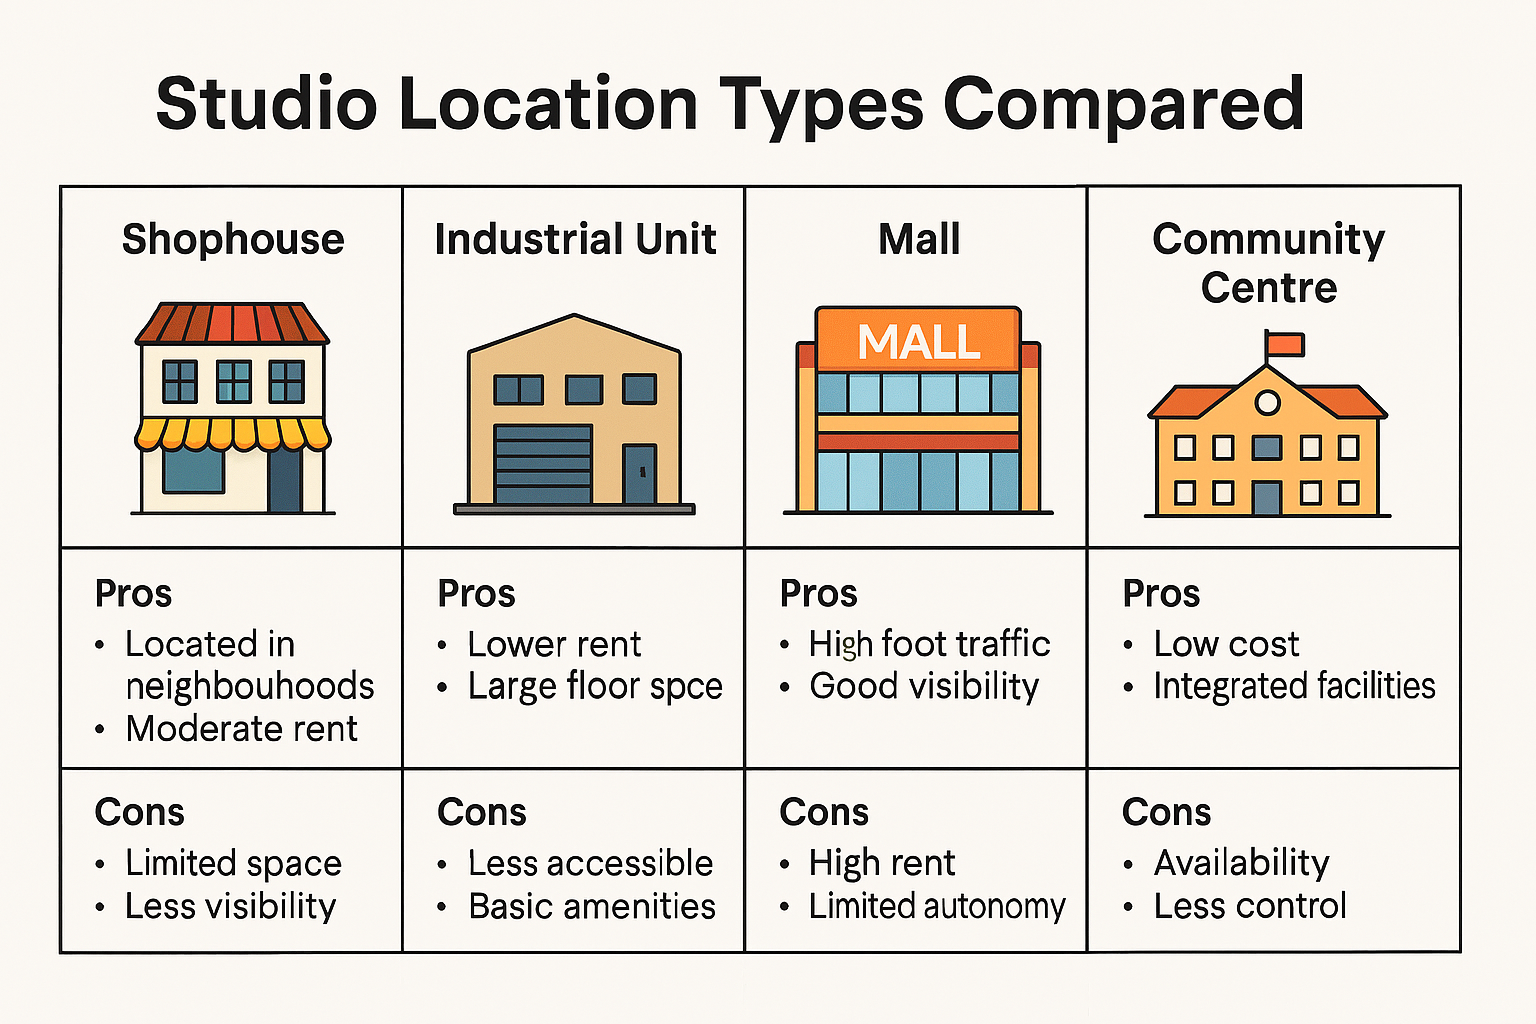 Studio Location Types Compared
Shophouse
Industrial Unit
Mall
Community
Centre
MALL
Pros
• Located in
neighbouhoods
• Moderate rent
Pros
• Lower rent
• Large floor spce
Pros
• High foot traffic
• Good visibility
Pros
• Low cost
• Integrated facilities
Cons
• Limited space
• Less visibility
Cons
• Less accessible
• Basic amenities
Cons
• High rent
• Limited autonomy
Cons
• Availability
• Less control